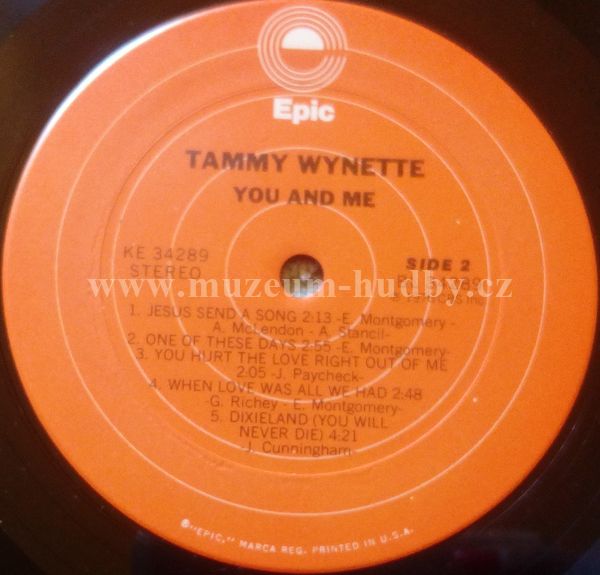 Epic
TAMMY WYNETTE
YOU AND ME
KE 34289
STEREO
SIDE 2
www.muzeum-hudby.cz
1. JESUS SEND A SONG 2:13 -E. Montgomery -
A. McLendon - A. Stancil-
2. ONE OF THESE DAYS 2:55 -E. Montgomery-
3. YOU HURT THE LOVE RIGHT OUT OF ME
2:05 -J. Paycheck-
4. WHEN LOVE WAS ALL WE HAD 2:48
-G. Richey - E. Montgomery-
5. DIXIELAND (YOU WILL
NEVER DIE) 4:21
-J. Cunningham-
®"EPIC," MARCA REG. PRINTED IN U.S.A.